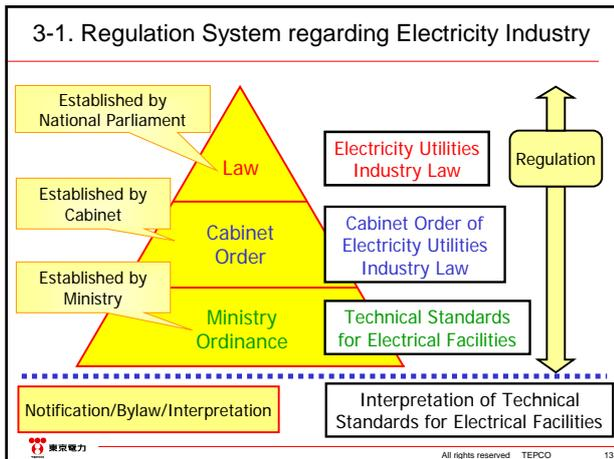 3-1. Regulation System regarding Electricity Industry
Established by
National Parliament
Law
Electricity Utilities
Industry Law
Regulation
Established by
Cabinet
Cabinet
Order
Cabinet Order of
Electricity Utilities
Industry Law
Established by
Ministry
Ministry
Ordinance
Technical Standards
for Electrical Facilities
Notification/Bylaw/Interpretation
Interpretation of Technical
Standards for Electrical Facilities
東京電力
All rights reserved TEPCO 13